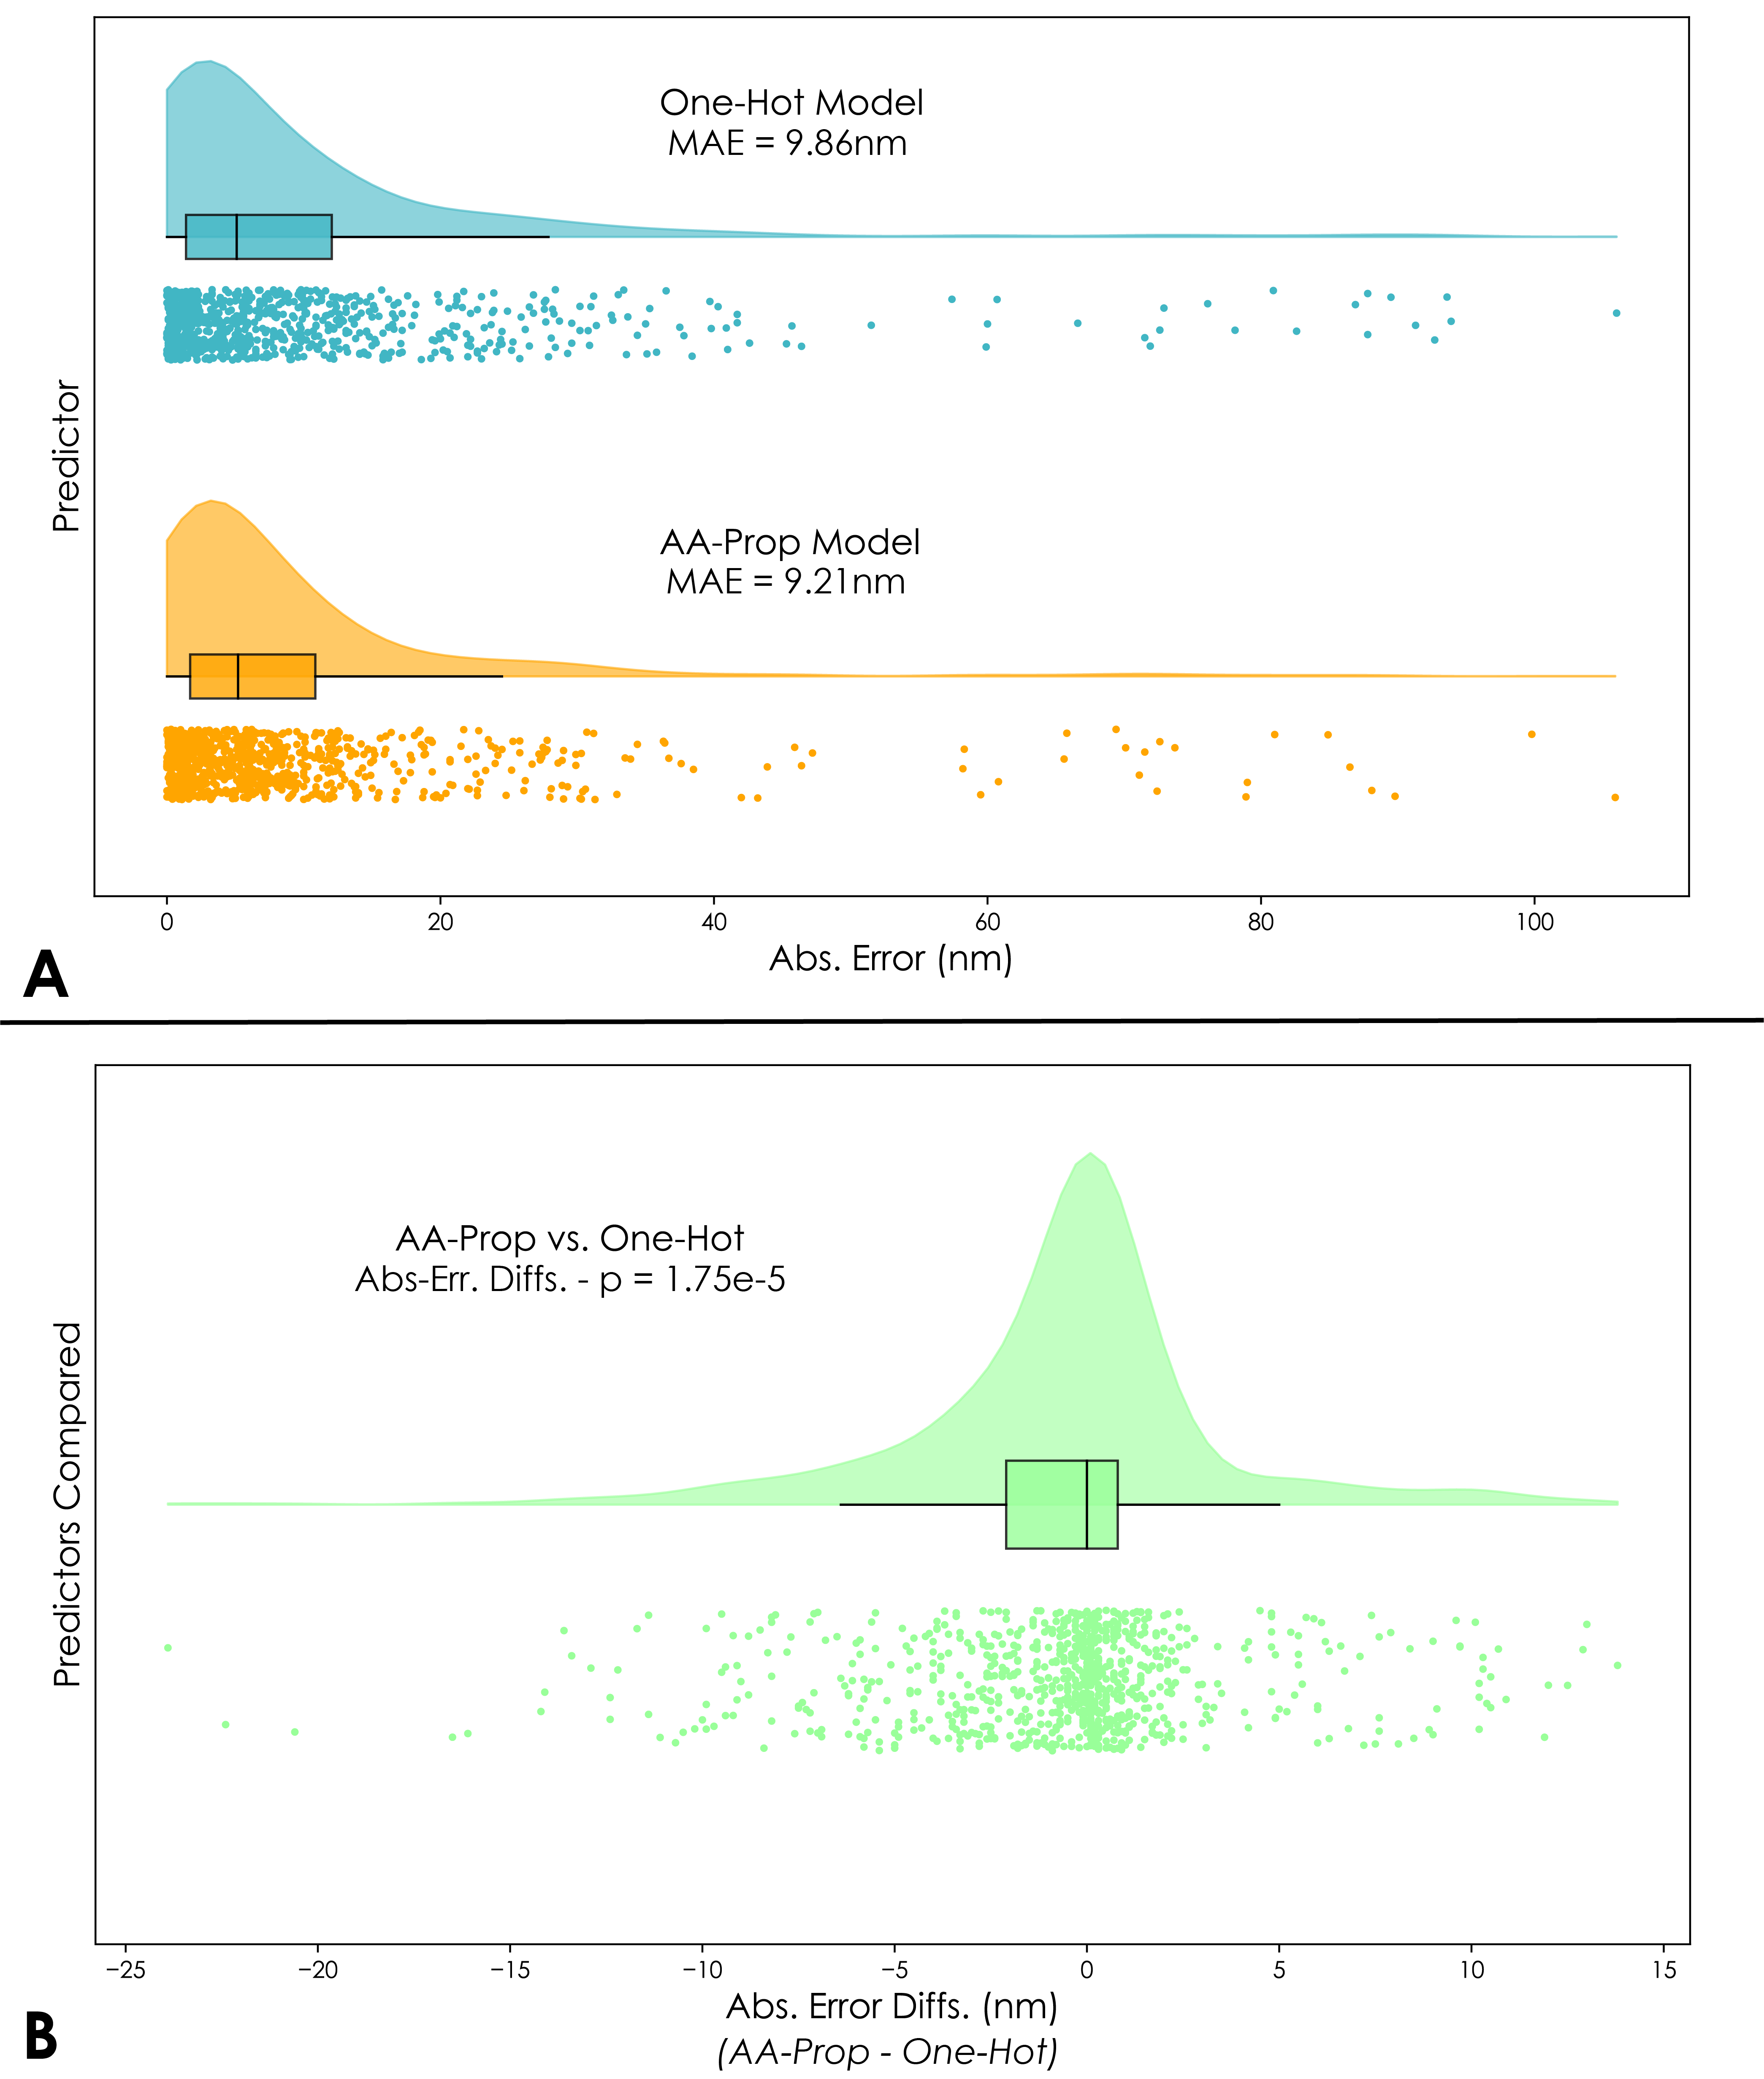 One-Hot Model
MAE = 9.86nm
Predictor
AA-Prop Model
MAE = 9.21nm
0 20 40 60 80 100
Abs. Error (nm)
A
AA-Prop vs. One-Hot
Abs-Err. Diffs. - p = 1.75e-5
Predictors Compared
−25 −20 −15 −10 −5 0 5 10 15
Abs. Error Diffs. (nm)
(AA-Prop - One-Hot)
B